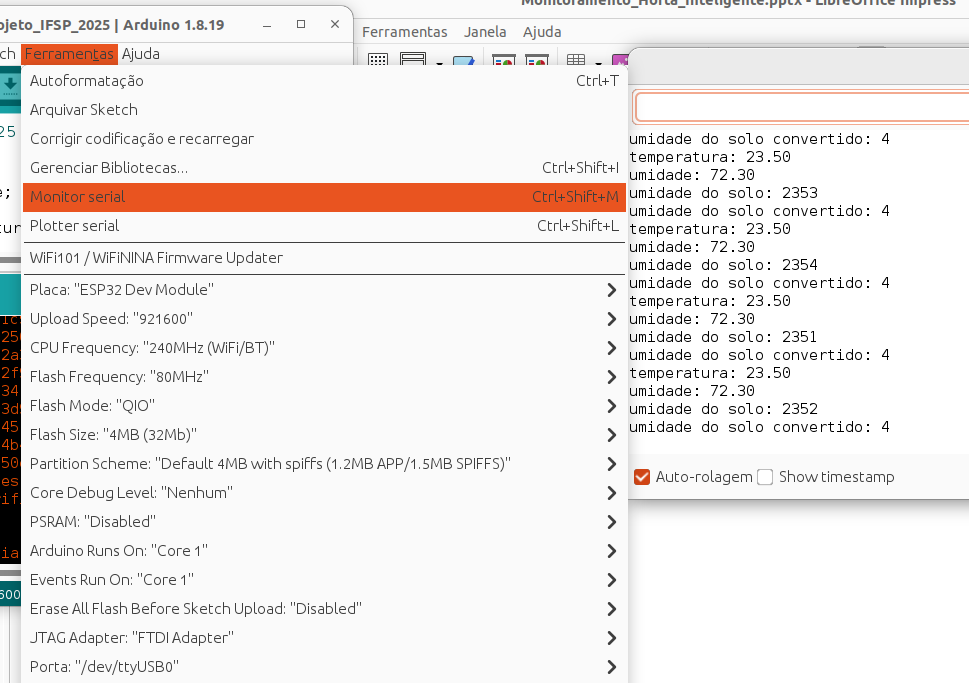 Monitoramento_Horta_Inteligente.pptx - LibreOffice Impress
ojeto_IFSP_2025 | Arduino 1.8.19
Ferramentas Janela Ajuda
ch Ferramentas Ajuda
Autoformatação Ctrl+T
Arquivar Sketch
Corrigir codificação e recarregar
Gerenciar Bibliotecas... Ctrl+Shift+I
Monitor serial Ctrl+Shift+M
Plotter serial Ctrl+Shift+L
WiFi101 / WiFiNINA Firmware Updater
Placa: "ESP32 Dev Module"
Upload Speed: "921600"
CPU Frequency: "240MHz (WiFi/BT)"
Flash Frequency: "80MHz"
Flash Mode: "QIO"
Flash Size: "4MB (32Mb)"
Partition Scheme: "Default 4MB with spiffs (1.2MB APP/1.5MB SPIFFS)"
Core Debug Level: "Nenhum"
PSRAM: "Disabled"
Arduino Runs On: "Core 1"
Events Run On: "Core 1"
Erase All Flash Before Sketch Upload: "Disabled"
JTAG Adapter: "FTDI Adapter"
Porta: "/dev/ttyUSB0"
umidade do solo convertido: 4
temperatura: 23.50
umidade: 72.30
umidade do solo: 2353
umidade do solo convertido: 4
temperatura: 23.50
umidade: 72.30
umidade do solo: 2354
umidade do solo convertido: 4
temperatura: 23.50
umidade: 72.30
umidade do solo: 2351
umidade do solo convertido: 4
temperatura: 23.50
umidade: 72.30
umidade do solo: 2352
umidade do solo convertido: 4
Auto-rolagem Show timestamp